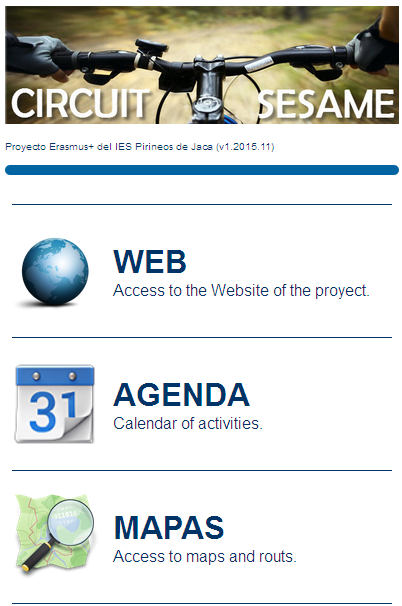 CIRCUIT SESAME
Proyecto Erasmus+ del IES Pirineos de Jaca (v1.2015.11)
WEB
Access to the Website of the proyect.
31
AGENDA
Calendar of activities.
MAPAS
Access to maps and routs.